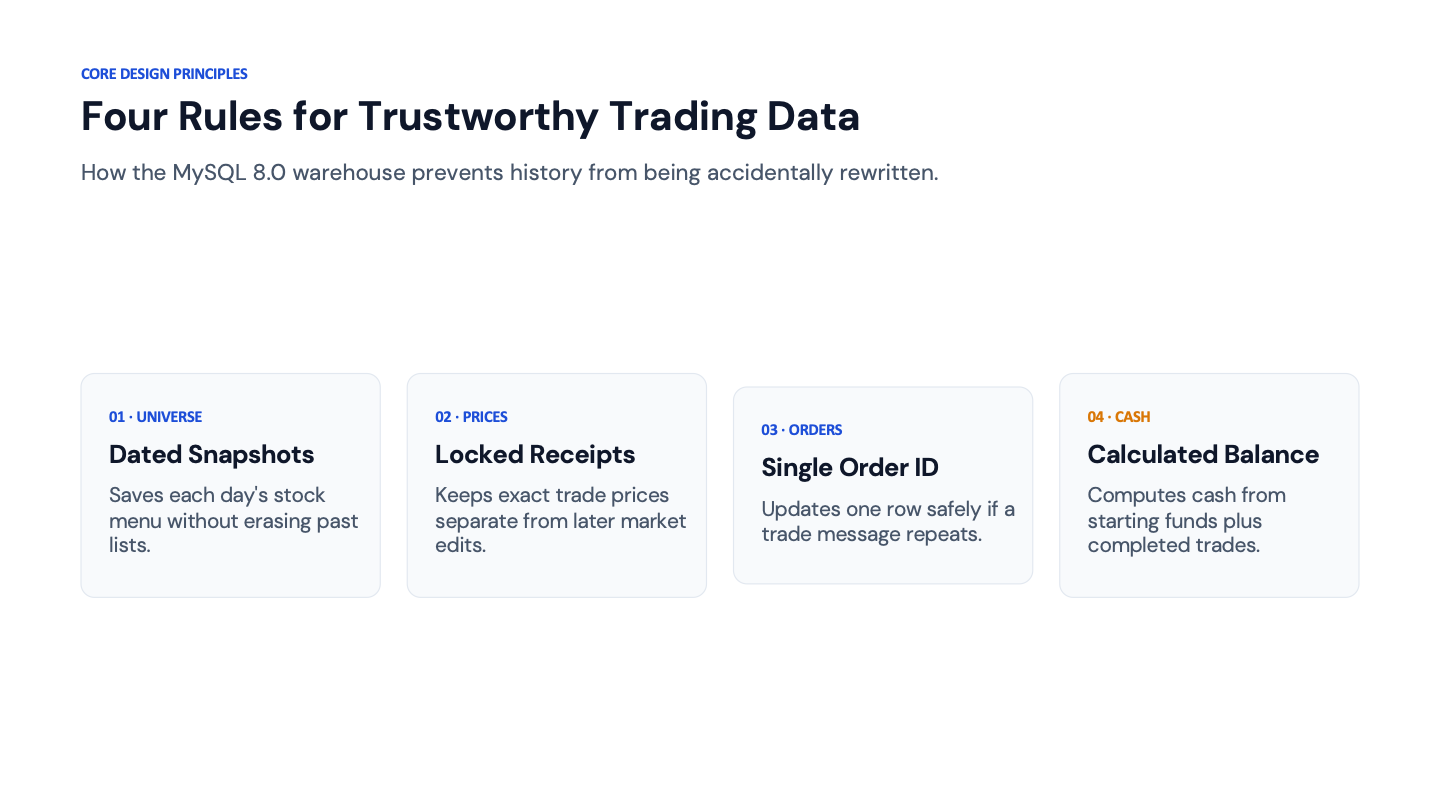 CORE DESIGN PRINCIPLES
Four Rules for Trustworthy Trading Data
How the MySQL 8.0 warehouse prevents history from being accidentally rewritten.
01 · UNIVERSE
Dated Snapshots
Saves each day's stock
menu without erasing past
lists.
02 · PRICES
Locked Receipts
Keeps exact trade prices
separate from later market
edits.
03 · ORDERS
Single Order ID
Updates one row safely if a
trade message repeats.
04 · CASH
Calculated Balance
Computes cash from
starting funds plus
completed trades.